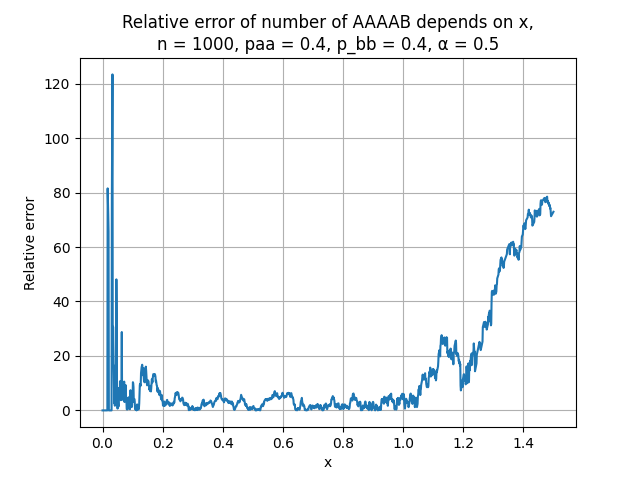 Relative error of number of AAAAB depends on x,
n = 1000, paa = 0.4, p_bb = 0.4, α = 0.5
120
100
80
60
40
20
0
Relative error
0.0 0.2 0.4 0.6 0.8 1.0 1.2 1.4
x